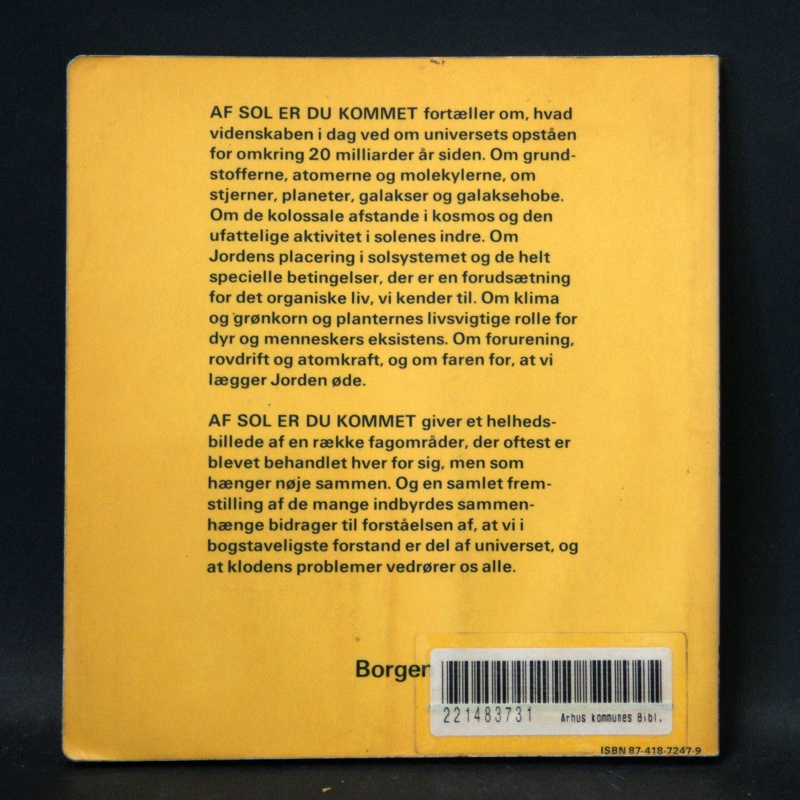 AF SOL ER DU KOMMET fortæller om, hvad
videnskaben i dag ved om universets opståen
for omkring 20 milliarder år siden. Om grund-
stofferne, atomerne og molekylerne, om
stjerner, planeter, galakser og galaksehobe.
Om de kolossale afstande i kosmos og den
ufattelige aktivitet i solenes indre. Om
Jordens placering i solsystemet og de helt
specielle betingelser, der er en forudsætning
for det organiske liv, vi kender til. Om klima
og grønkorn og planternes livsvigtige rolle for
dyr og menneskers eksistens. Om forurening,
rovdrift og atomkraft, og om faren for, at vi
lægger Jorden øde.
AF SOL ER DU KOMMET giver et helheds-
billede af en række fagområder, der oftest er
blevet behandlet hver for sig, men som
hænger nøje sammen. Og en samlet frem-
stilling af de mange indbyrdes sammen-
hænge bidrager til forståelsen af, at vi i
bogstaveligste forstand er del af universet, og
at klodens problemer vedrører os alle.
Borgen
221483731 Århus kommunes Bibl.
ISBN 87-418-7247-9